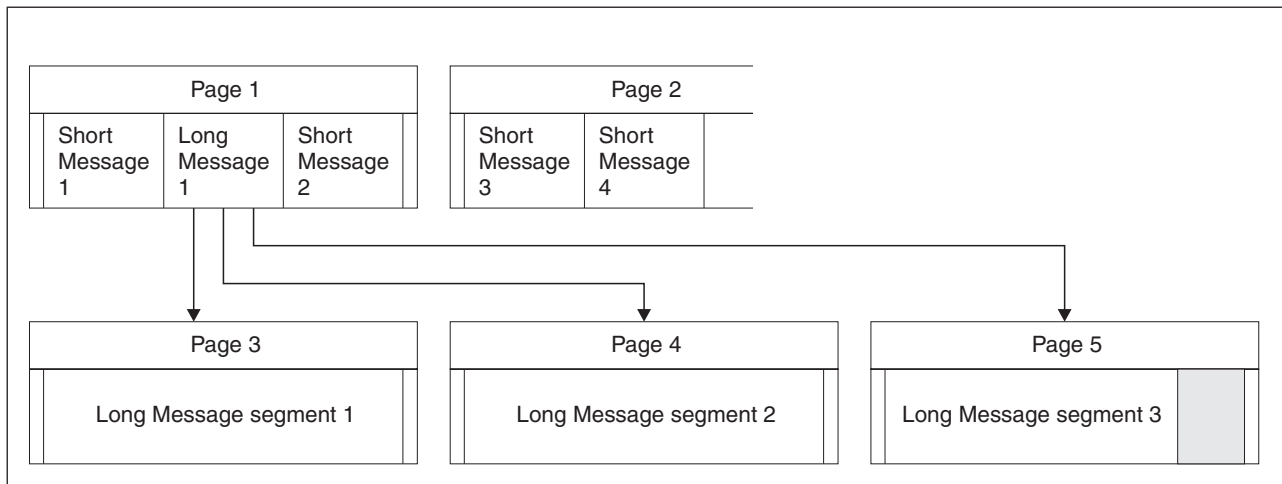 Page 1
Short
Message
1
Long
Message
1
Short
Message
2
Page 2
Short
Message
3
Short
Message
4
Page 3
Long Message segment 1
Page 4
Long Message segment 2
Page 5
Long Message segment 3